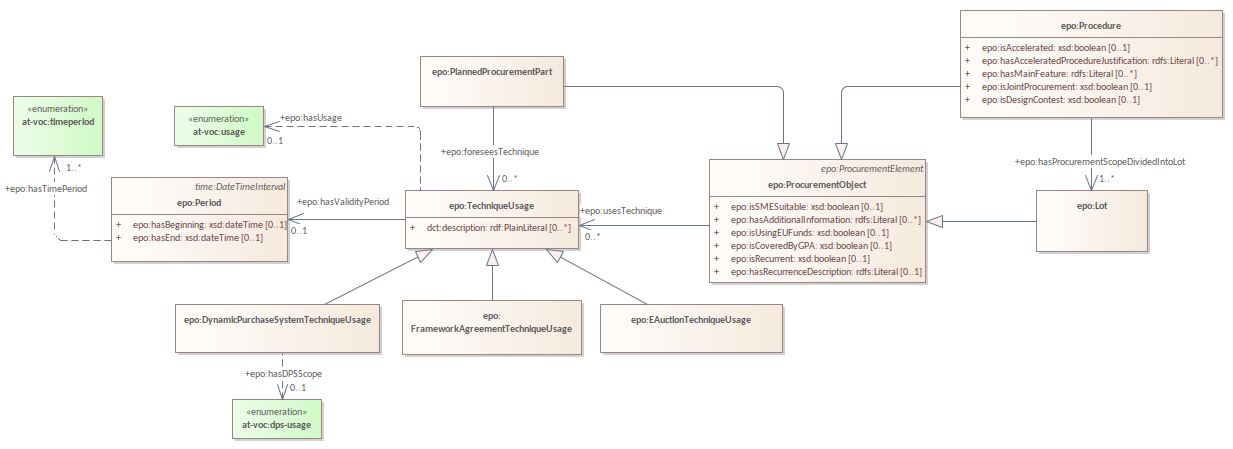 epo:Procedure
+ epo:isAccelerated: xsd:boolean [0..1]
+ epo:hasAcceleratedProcedureJustification: rdfs:Literal [0..*]
+ epo:hasMainFeature: rdfs:Literal [0..*]
+ epo:isJointProcurement: xsd:boolean [0..1]
+ epo:isDesignContest: xsd:boolean [0..1]
epo:PlannedProcurementPart
«enumeration»
at-voc:timeperiod
«enumeration»
at-voc:usage
+epo:hasUsage
0..1
+epo:foreseesTechnique
0..*
+epo:hasProcurementScopeDividedIntoLot
1..*
1..*
+epo:hasTimePeriod
time:DateTimeInterval
epo:Period
+ epo:hasBeginning: xsd:dateTime [0..1]
+ epo:hasEnd: xsd:dateTime [0..1]
+epo:hasValidityPeriod
0..1
epo:TechniqueUsage
+ dct:description: rdf:PlainLiteral [0..*]
+epo:usesTechnique
0..*
epo:ProcurementElement
epo:ProcurementObject
+ epo:isSMESuitable: xsd:boolean [0..1]
+ epo:hasAdditionalInformation: rdfs:Literal [0..*]
+ epo:isUsingEUFunds: xsd:boolean [0..1]
+ epo:isCoveredByGPA: xsd:boolean [0..1]
+ epo:isRecurrent: xsd:boolean [0..1]
+ epo:hasRecurrenceDescription: rdfs:Literal [0..1]
epo:Lot
epo:DynamicPurchaseSystemTechniqueUsage
epo:
FrameworkAgreementTechniqueUsage
epo:EAuctionTechniqueUsage
+epo:hasDPSScope
0..1
«enumeration»
at-voc:dps-usage